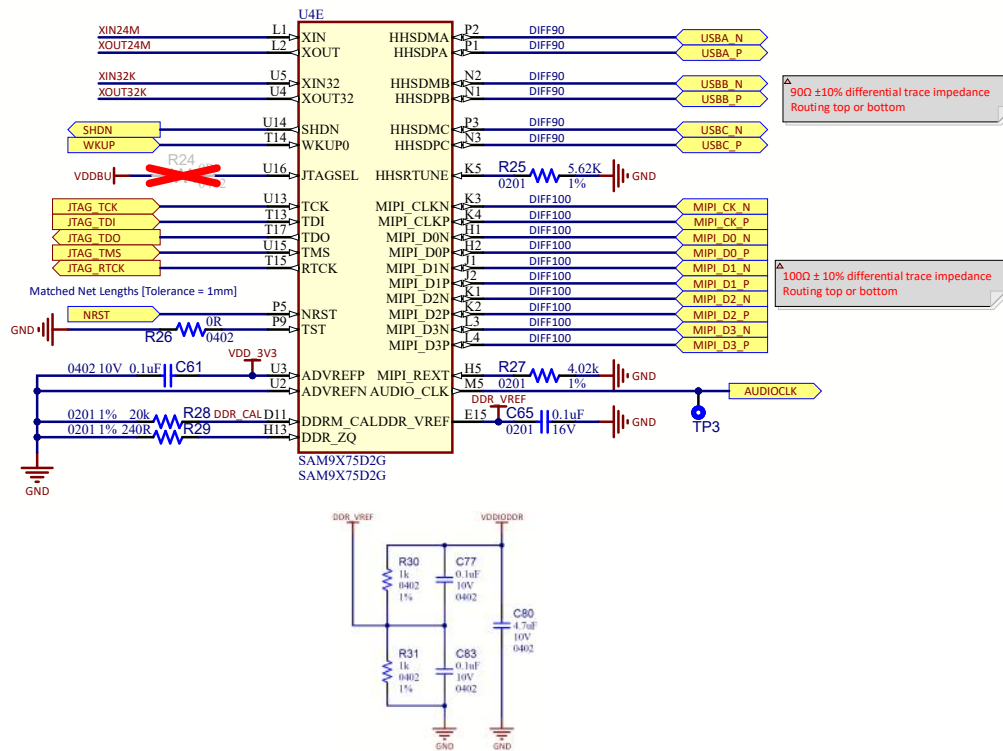 U4E
XIN24M L1 XIN HHSDMA P2 DIFF90 USBA_N
XOUT24M L2 XOUT HHSDPA P1 DIFF90 USBA_P
XIN32K U5 XIN32 HHSDMB N2 DIFF90 USBB_N
XOUT32K U4 XOUT32 HHSDPB N1 DIFF90 USBB_P
90Ω ±10% differential trace impedance
Routing top or bottom
SHDN U14 SHDN HHSDMC P3 DIFF90 USBC_N
WKUP T14 WKUP0 HHSDPC N3 DIFF90 USBC_P
R24
VDDBU U16 JTAGSEL HHSRTUNE K5 R25 5.62K GND
0201 1%
JTAG_TCK U13 TCK MIPI_CLKN K3 DIFF100 MIPI_CK_N
JTAG_TDI T13 TDI MIPI_CLKP K4 DIFF100 MIPI_CK_P
JTAG_TDO T17 TDO MIPI_D0N H1 DIFF100 MIPI_D0_N
JTAG_TMS U15 TMS MIPI_D0P H2 DIFF100 MIPI_D0_P
JTAG_RTCK T15 RTCK MIPI_D1N J1 DIFF100 MIPI_D1_N
MIPI_D1P J2 DIFF100 MIPI_D1_P
100Ω ± 10% differential trace impedance
Routing top or bottom
Matched Net Lengths [Tolerance = 1mm]
MIPI_D2N K1 DIFF100 MIPI_D2_N
NRST P5 NRST MIPI_D2P K2 DIFF100 MIPI_D2_P
GND R26 0R 0402 P9 TST MIPI_D3N L3 DIFF100 MIPI_D3_N
MIPI_D3P L4 DIFF100 MIPI_D3_P
VDD_3V3
0402 10V 0.1uF C61 U3 ADVREFP MIPI_REXT H5 R27 4.02k GND
0201 1%
U2 ADVREFN AUDIO_CLK M5 AUDIOCLK
TP3
DDR_VREF
0201 1% 20k R28 DDR_CAL D11 DDRM_CAL DDR_VREF E15 C65 0.1uF GND
0201 16V
0201 1% 240R R29 H13 DDR_ZQ
GND
SAM9X75D2G
SAM9X75D2G
DDR_VREF
VDDIODDR
R30
1k
0402
1%
C77
0.1uF
10V
0402
C80
4.7uF
10V
0402
R31
1k
0402
1%
C83
0.1uF
10V
0402
GND
GND